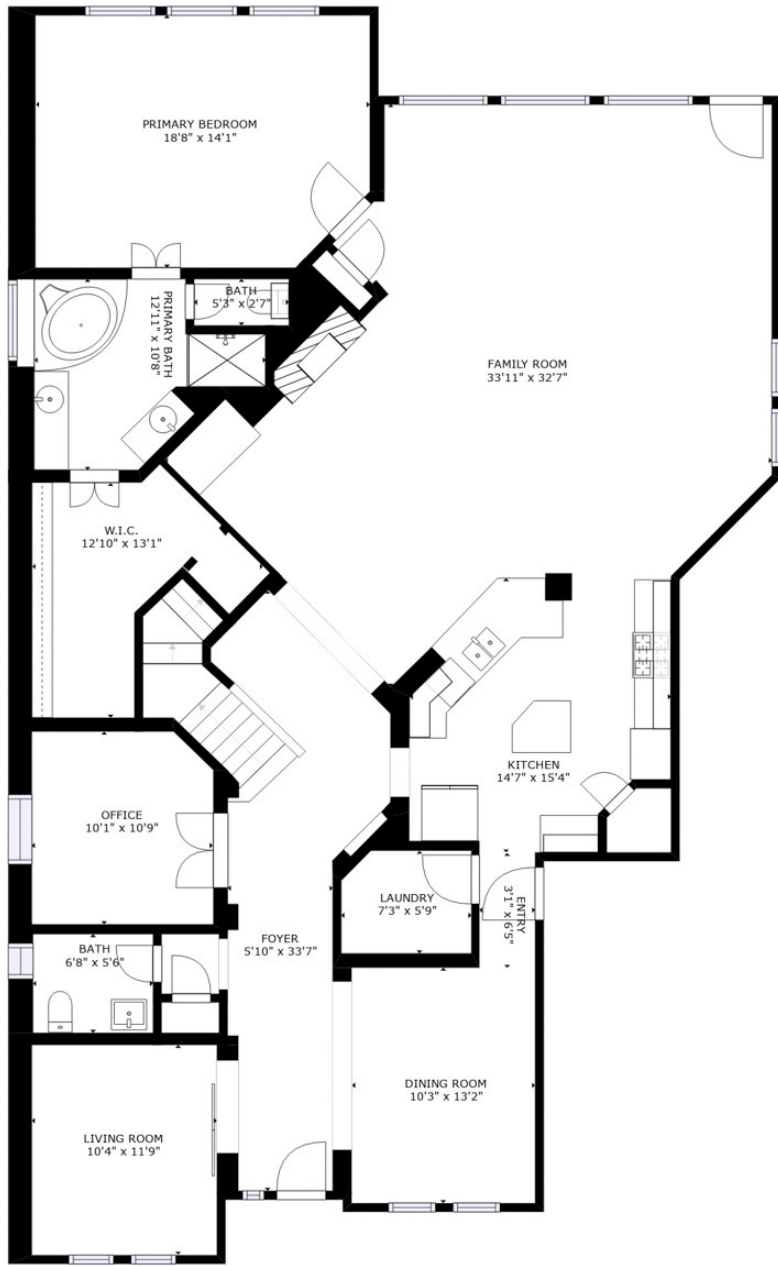 PRIMARY BEDROOM
18'8" x 14'1"
BATH
5'3" x 2'7"
PRIMARY BATH
12'11" x 10'8"
FAMILY ROOM
33'11" x 32'7"
W.I.C.
12'10" x 13'1"
KITCHEN
14'7" x 15'4"
OFFICE
10'1" x 10'9"
LAUNDRY
7'3" x 5'9"
ENTRY
3'1" x 6'5"
FOYER
5'10" x 33'7"
BATH
6'8" x 5'6"
DINING ROOM
10'3" x 13'2"
LIVING ROOM
10'4" x 11'9"